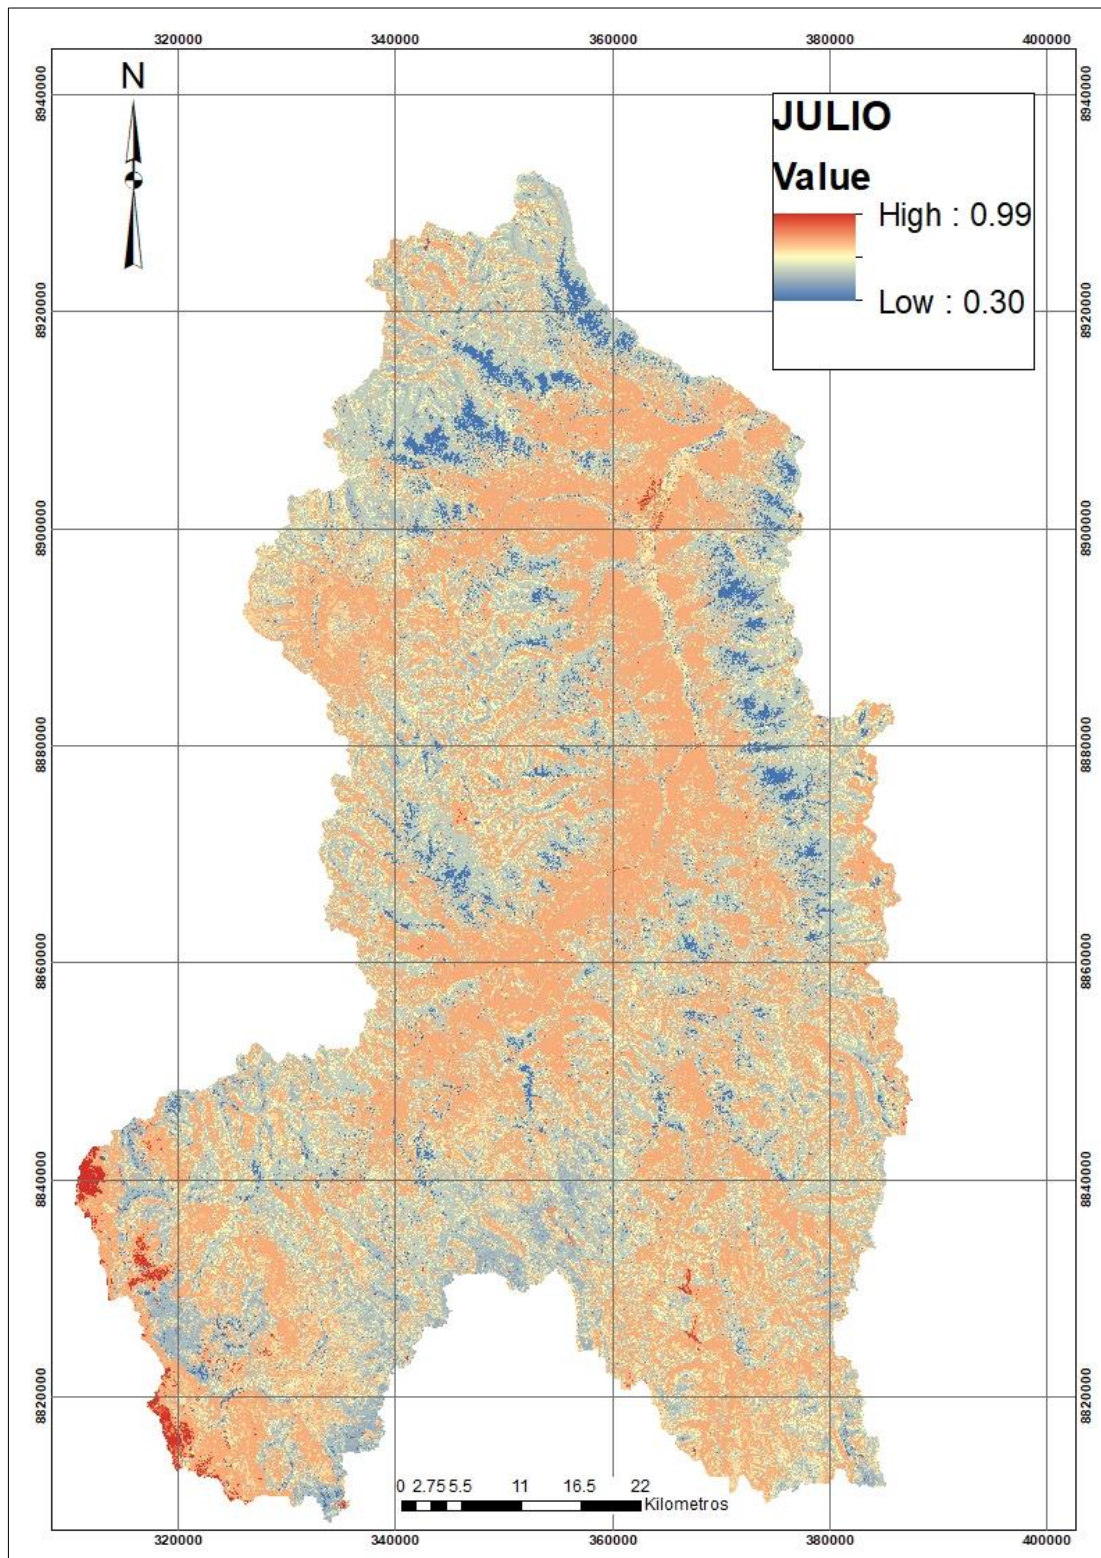 320000 340000 360000 380000 400000
8940000 8940000
N
JULIO
Value
High : 0.99
Low : 0.30
8920000 8920000
8900000 8900000
8880000 8880000
8860000 8860000
8840000 8840000
8820000 8820000
0 2.75 5.5 11 16.5 22
Kilometros
320000 340000 360000 380000 400000